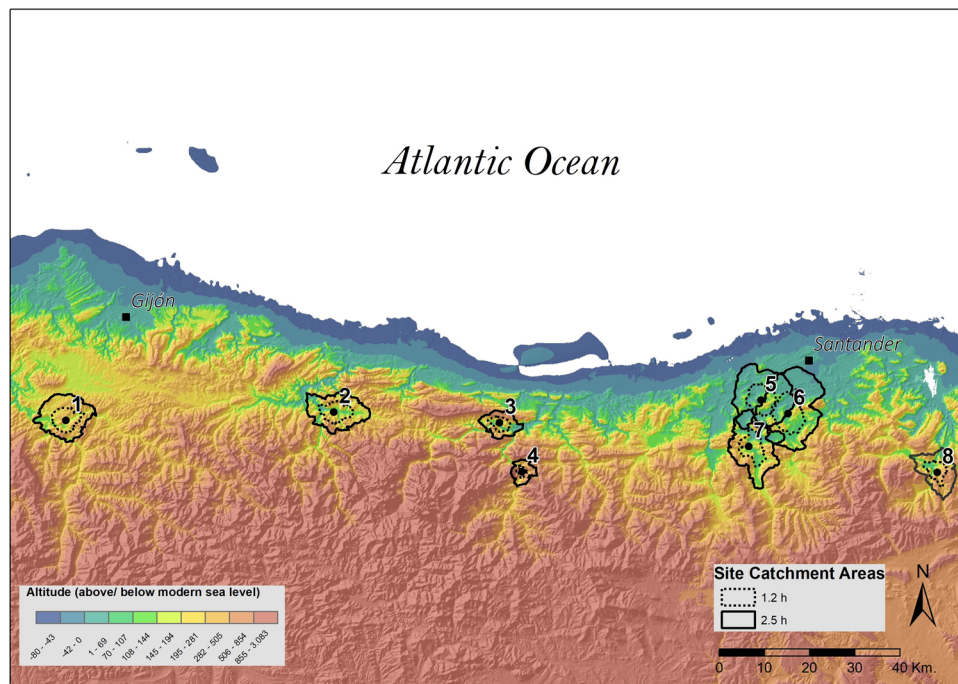 Atlantic Ocean
Gijón
Santander
1
2
3
4
5
6
7
8
Altitude (above/ below modern sea level)
-80 - -43
-42 - 0
1 - 69
70 - 107
108 - 144
145 - 194
195 - 281
282 - 505
506 - 854
855 - 3.083
Site Catchment Areas
1.2 h
2.5 h
N
0 10 20 30 40 Km.